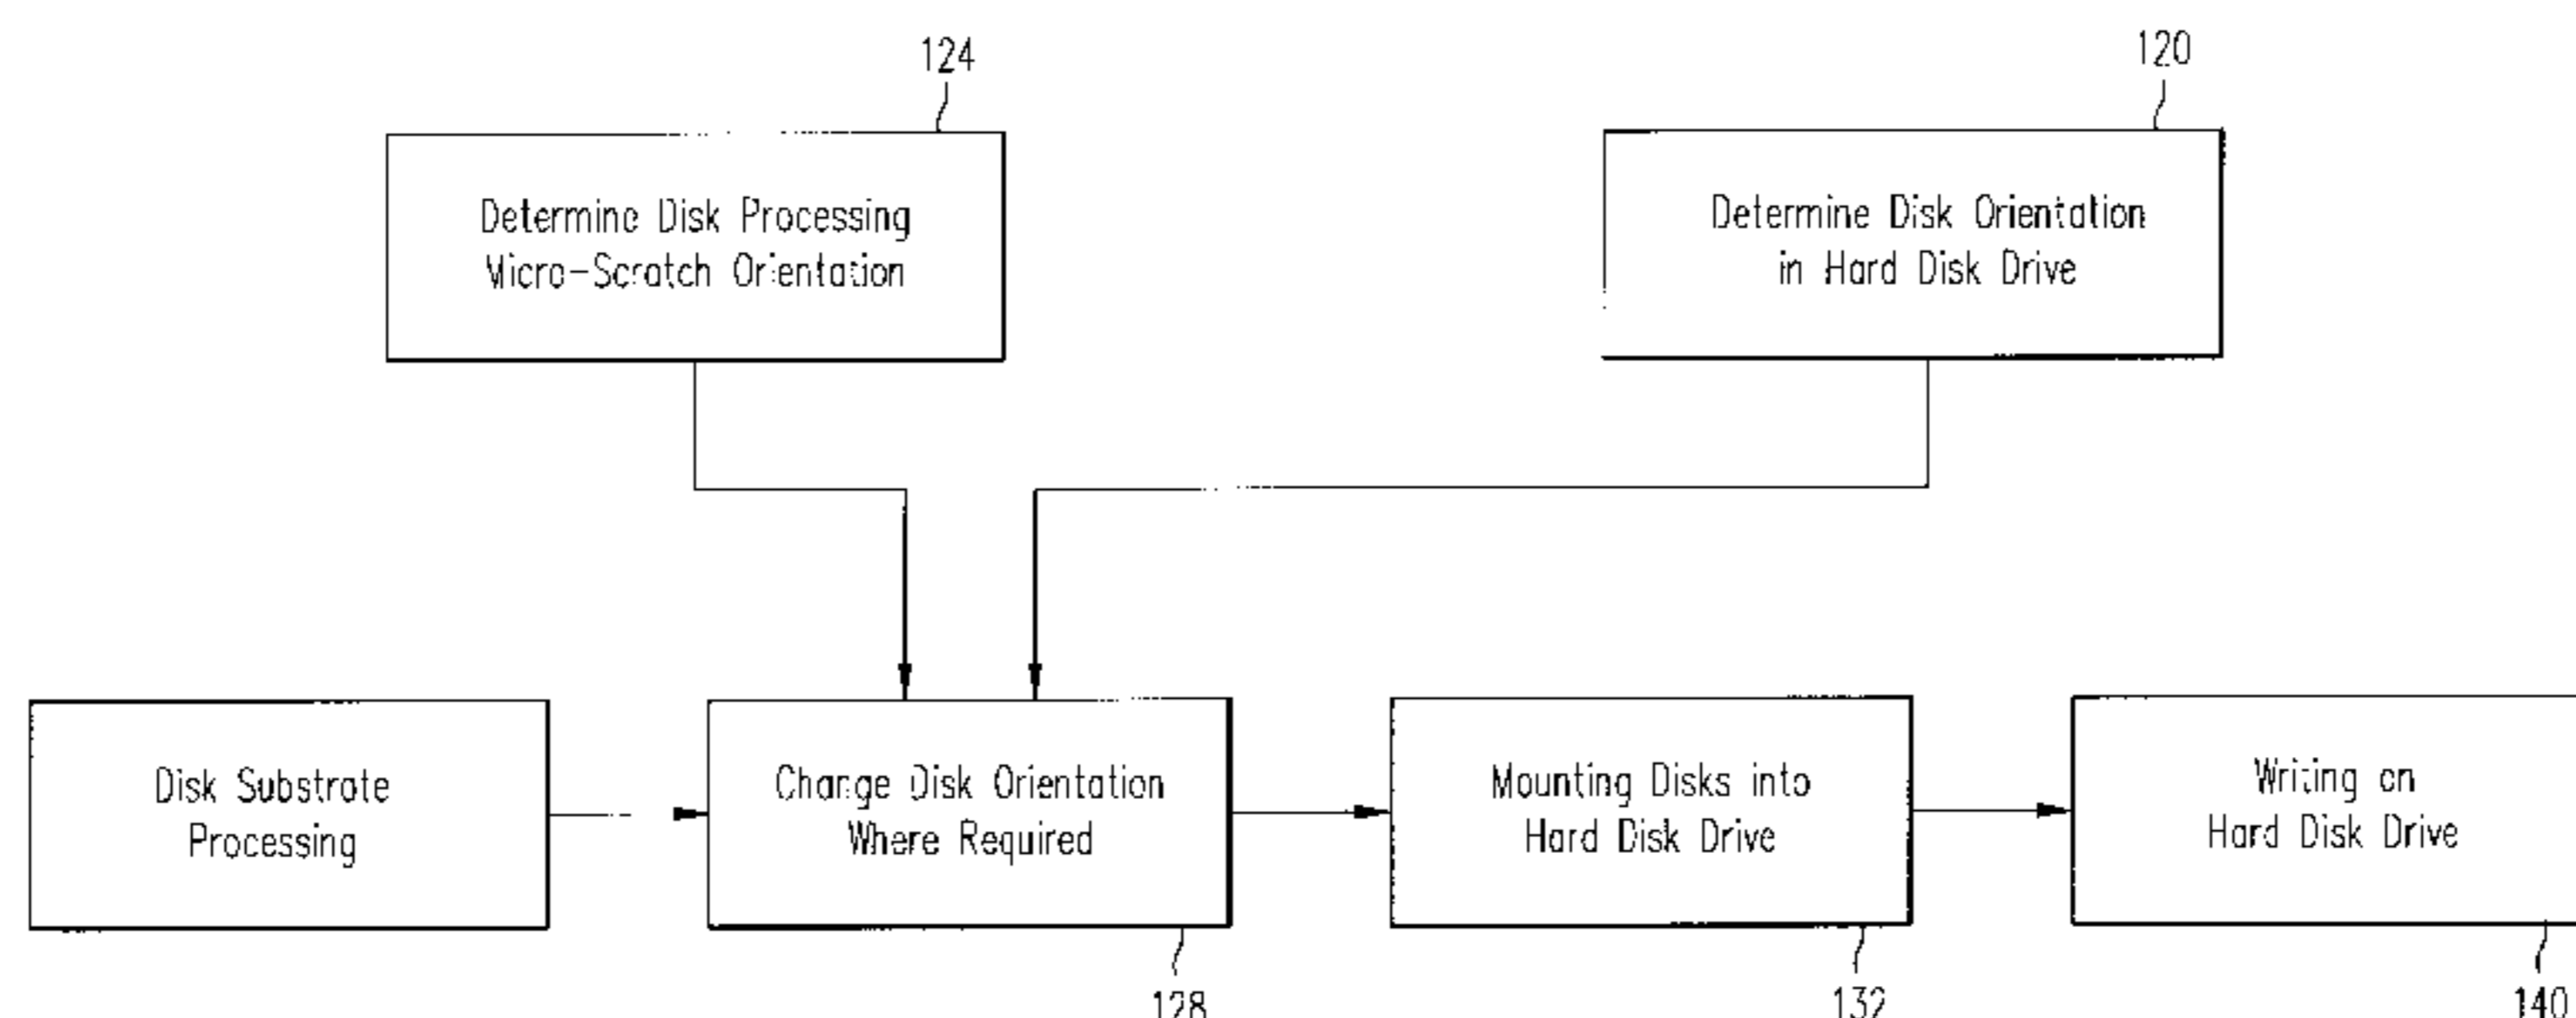 124
120
Determine Disk Processing
Micro-Scratch Orientation
Determine Disk Orientation
in Hard Disk Drive
Disk Substrate
Processing
Change Disk Orientation
Where Required
Mounting Disks into
Hard Disk Drive
Writing on
Hard Disk Drive
128
132
140